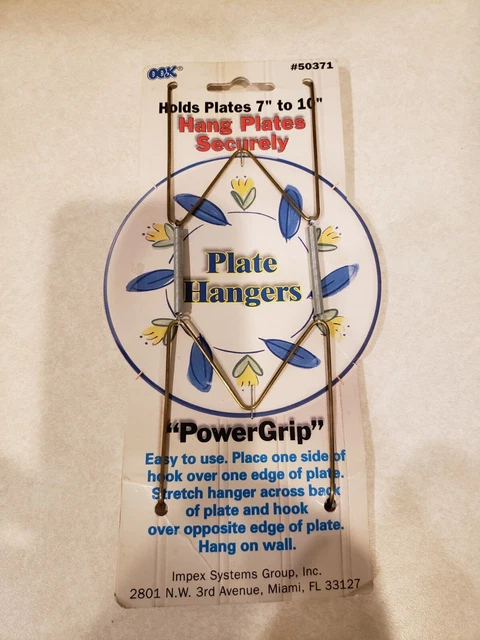 OOK®
#50371
Holds Plates 7" to 10"
Hang Plates
Securely
Plate
Hangers
"PowerGrip"
Easy to use. Place one side of
hook over one edge of plate.
Stretch hanger across back
of plate and hook
over opposite edge of plate.
Hang on wall.
Impex Systems Group, Inc.
2801 N.W. 3rd Avenue, Miami, FL 33127